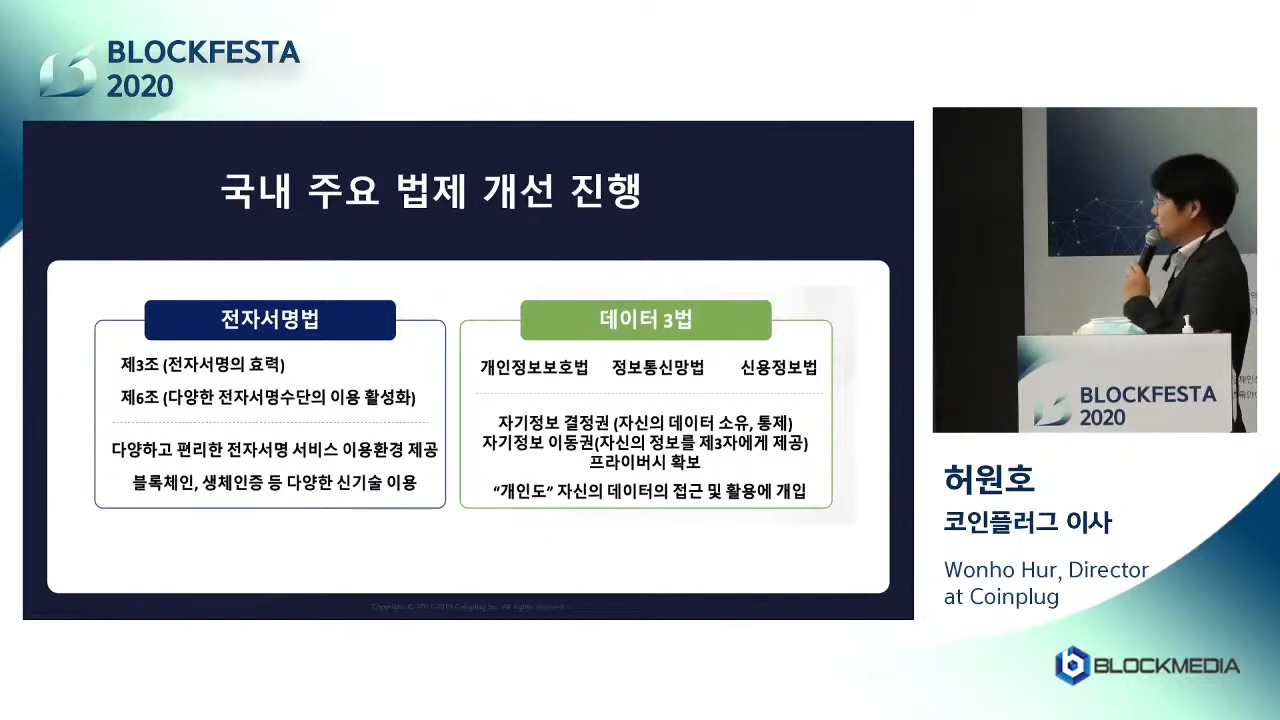 BLOCKFESTA
2020
국내 주요 법제 개선 진행
전자서명법
제3조 (전자서명의 효력)
제6조 (다양한 전자서명수단의 이용 활성화)
다양하고 편리한 전자서명 서비스 이용환경 제공
블록체인, 생체인증 등 다양한 신기술 이용
데이터 3법
개인정보보호법 정보통신망법 신용정보법
자기정보 결정권 (자신의 데이터 소유, 통제)
자기정보 이동권(자신의 정보를 제3자에게 제공)
프라이버시 확보
“개인도” 자신의 데이터의 접근 및 활용에 개입
Copyright © 2013-2019 Coinplug Inc. All rights reserved.
BLOCKFESTA
2020
허원호
코인플러그 이사
Wonho Hur, Director
at Coinplug
BLOCKMEDIA